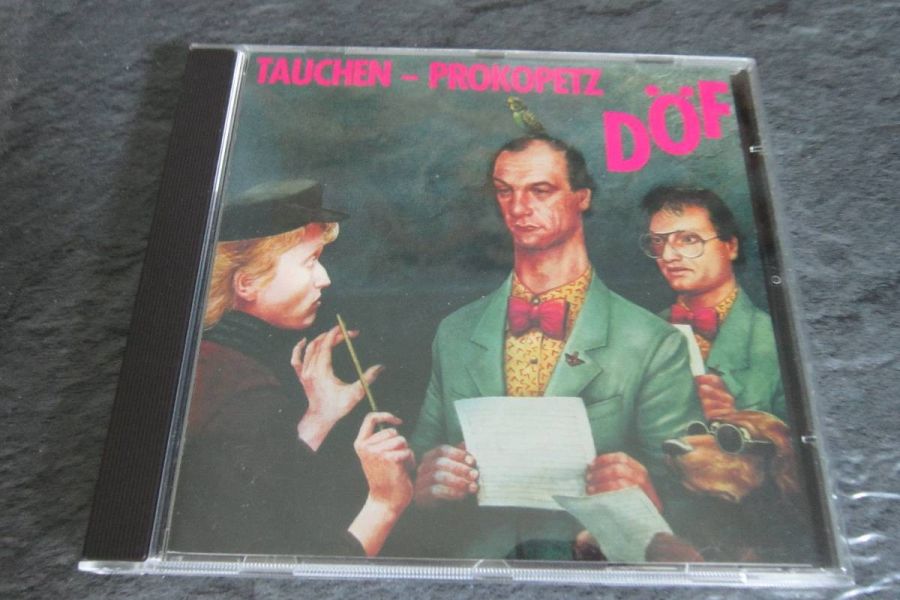 TAUCHEN – PROKOPETZ
DÖF